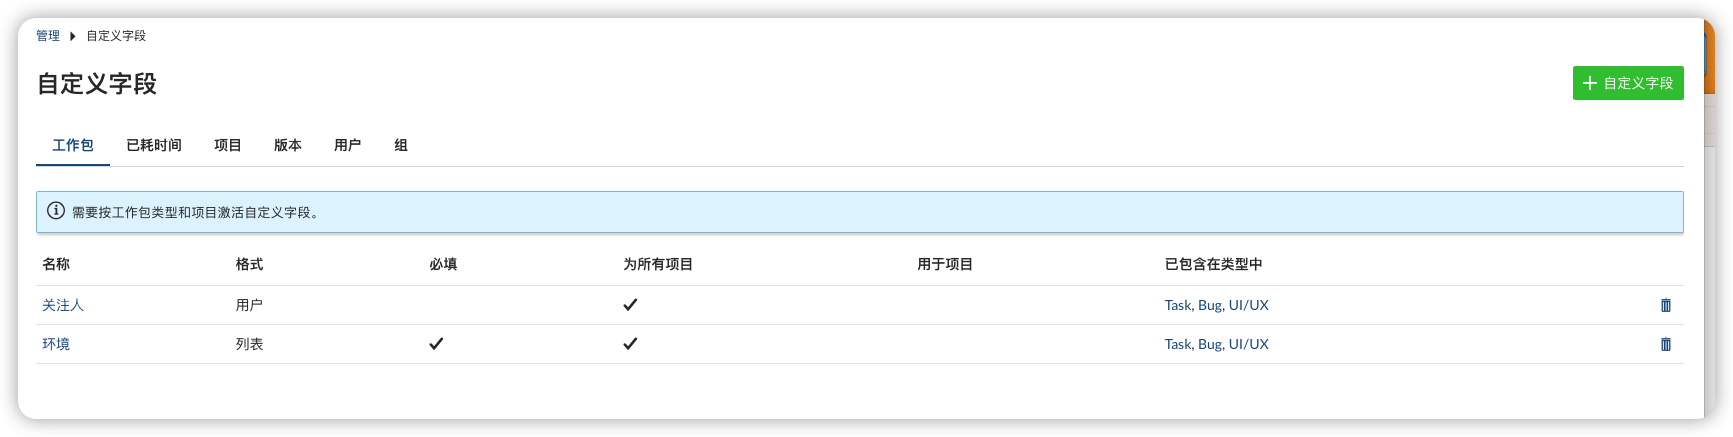 管理 自定义字段
自定义字段
自定义字段
工作包 已耗时间 项目 版本 用户 组
需要按工作包类型和项目激活自定义字段。
名称 格式 必填 为所有项目 用于项目 已包含在类型中
关注人 用户 Task, Bug, UI/UX
环境 列表 Task, Bug, UI/UX